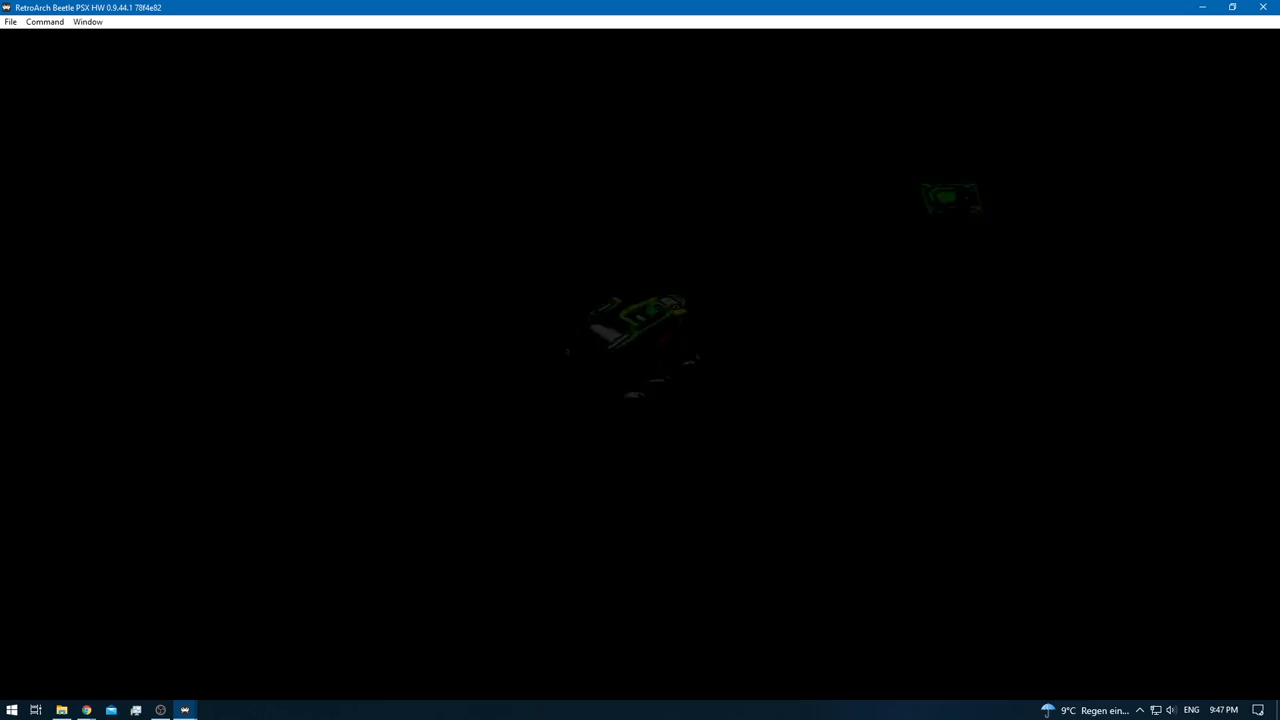 RetroArch Beetle PSX HW 0.9.44.1 78f4e82
File Command Window
9°C Regen ein... ENG 9:47 PM